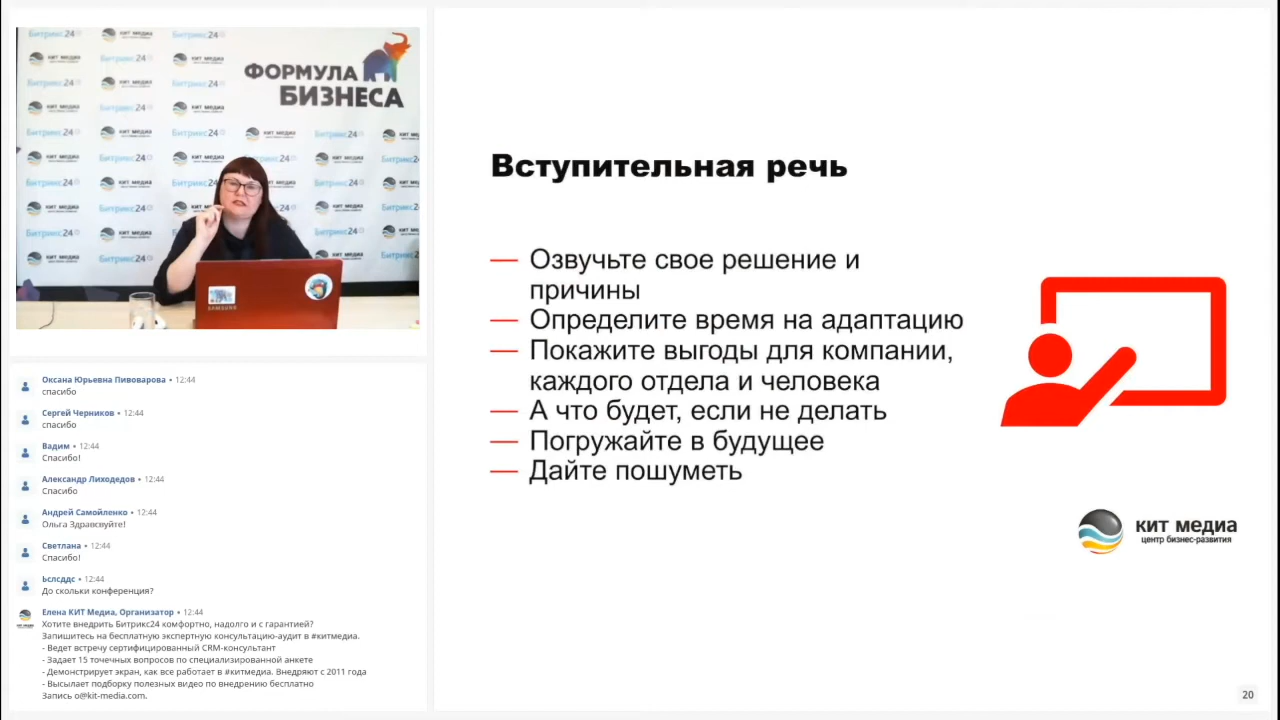 ФОРМУЛА
БИЗНЕСА
Битрикс24
КИТ МЕДИА
SAMSUNG
Оксана Юрьевна Пивоварова • 12:44
спасибо
Сергей Черников • 12:44
спасибо
Вадим • 12:44
Спасибо!
Александр Лиходедов • 12:44
Спасибо
Андрей Самойленко • 12:44
Ольга Здравсвуйте!
Светлана • 12:44
Спасибо!
Ьслсддс • 12:44
До скольки конференция?
Елена КИТ Медиа, Организатор • 12:44
Хотите внедрить Битрикс24 комфортно, надолго и с гарантией?
Запишитесь на бесплатную экспертную консультацию-аудит в #китмедиа.
- Ведет встречу сертифицированный CRM-консультант
- Задает 15 точечных вопросов по специализированной анкете
- Демонстрирует экран, как все работает в #китмедиа. Внедряют с 2011 года
- Высылает подборку полезных видео по внедрению бесплатно
Запись o@kit-media.com.
Вступительная речь
— Озвучьте свое решение и
причины
— Определите время на адаптацию
— Покажите выгоды для компании,
каждого отдела и человека
— А что будет, если не делать
— Погружайте в будущее
— Дайте пошуметь
КИТ МЕДИА
центр бизнес-развития
20